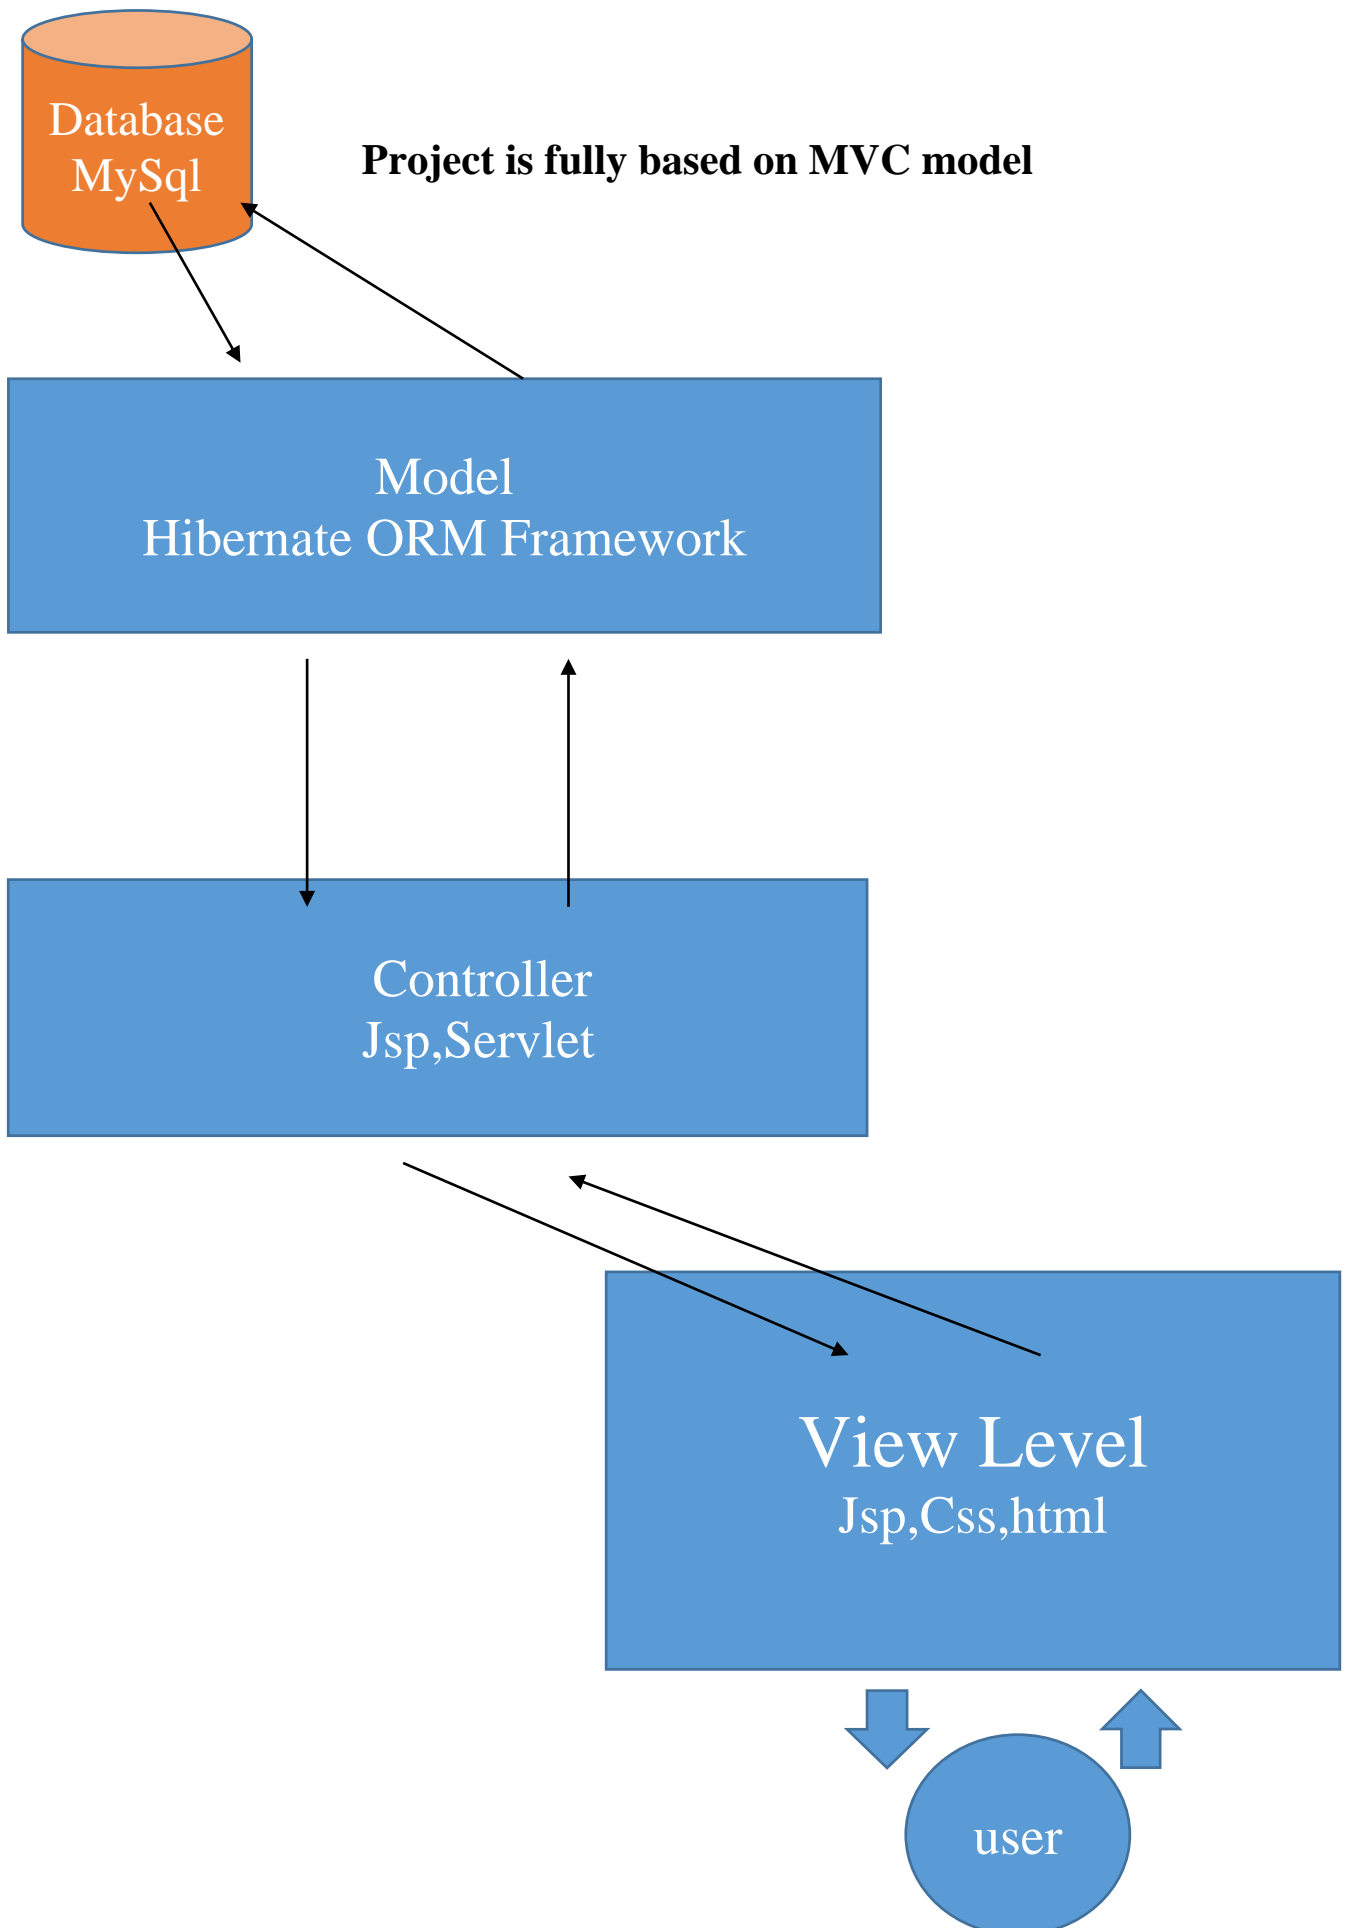 Database
MySql
Project is fully based on MVC model
Model
Hibernate ORM Framework
Controller
Jsp,Servlet
View Level
Jsp,Css,html
user